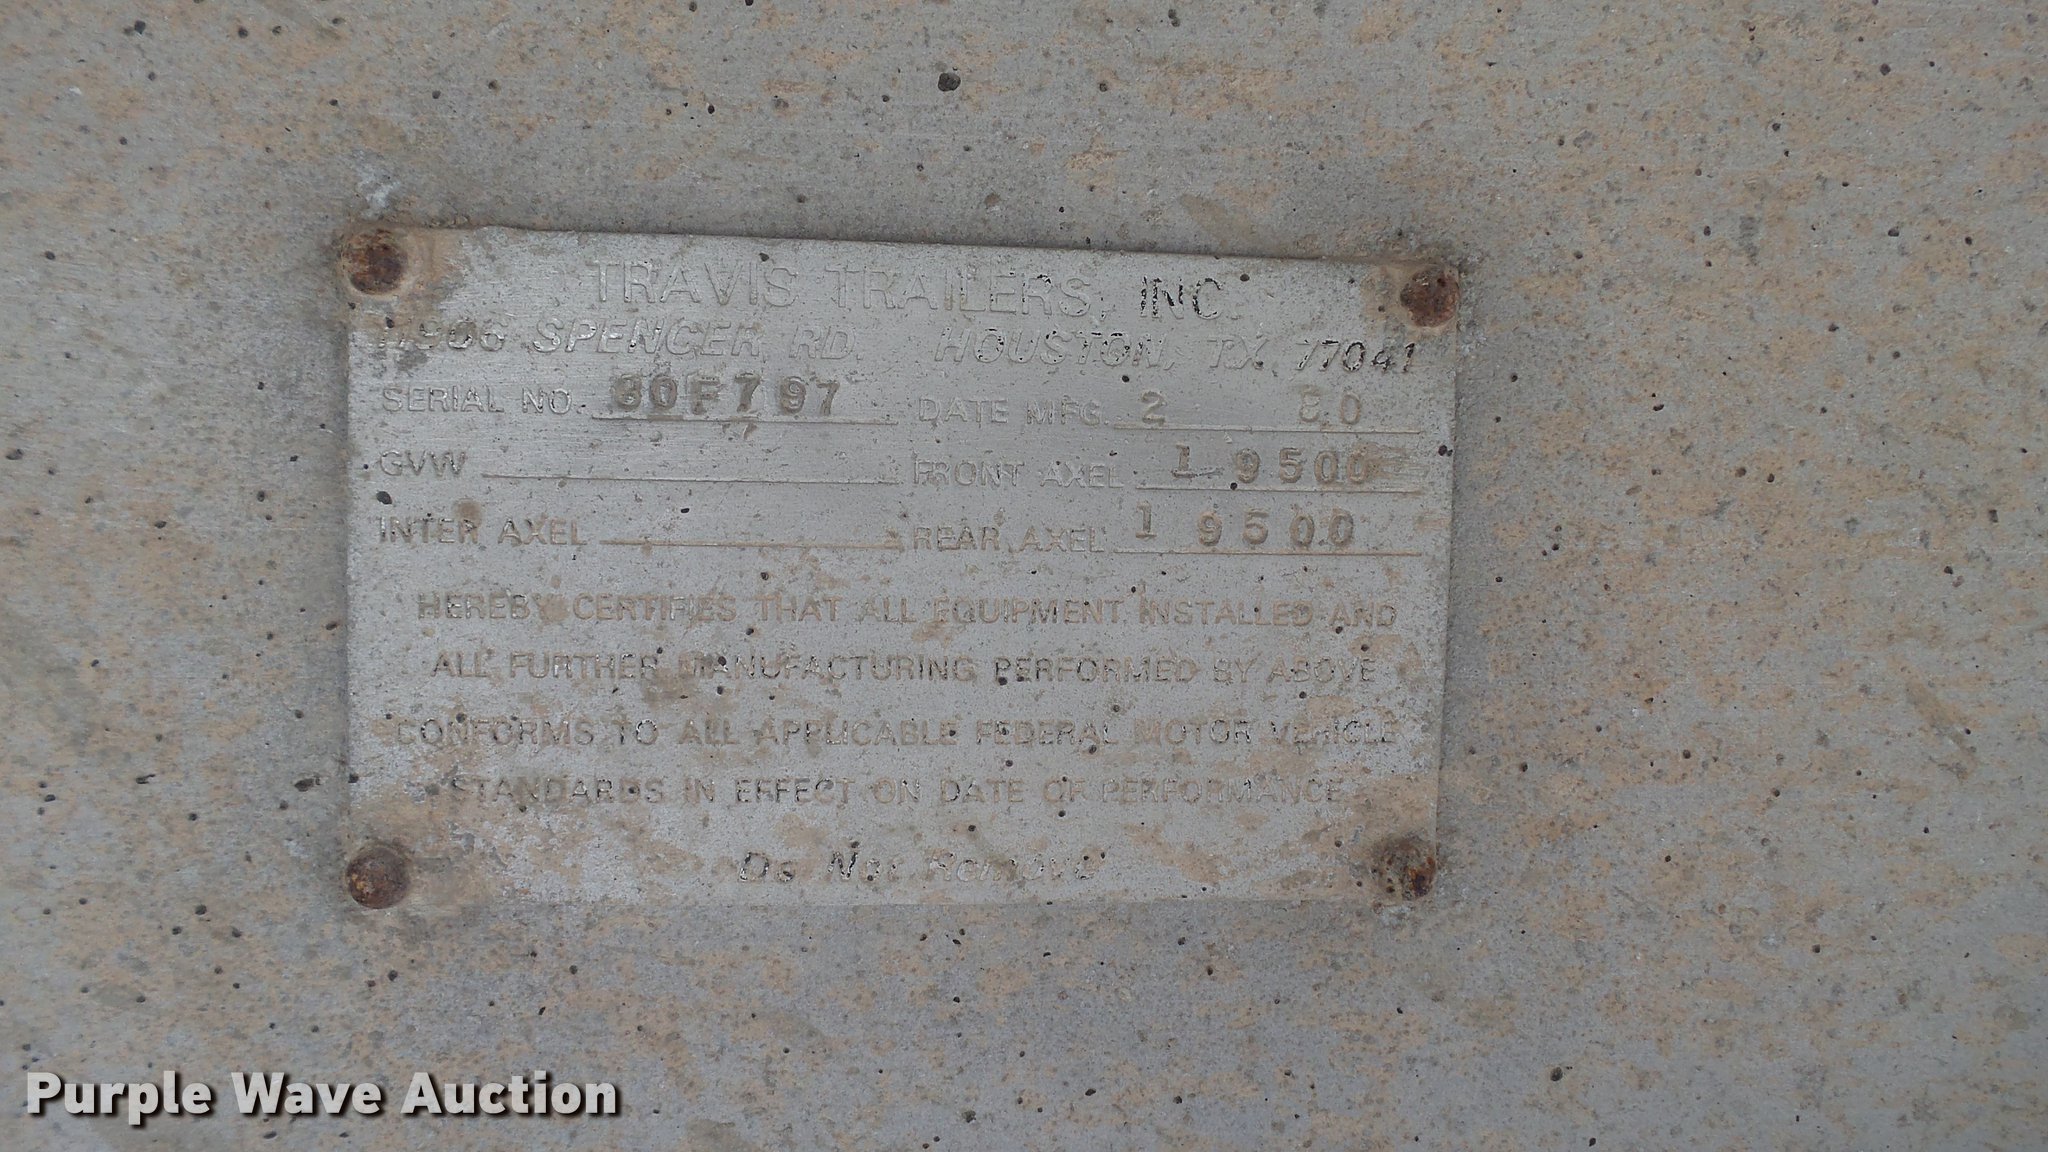 TRAVIS TRAILERS, INC.
11906 SPENCER RD. HOUSTON, TX. 77041
SERIAL NO. 80F797 DATE MFG. 2 80
GVW FRONT AXEL 19500
INTER AXEL REAR AXEL 19500
HEREBY CERTIFIES THAT ALL EQUIPMENT INSTALLED AND
ALL FURTHER MANUFACTURING PERFORMED BY ABOVE
CONFORMS TO ALL APPLICABLE FEDERAL MOTOR VEHICLE
STANDARDS IN EFFECT ON DATE OF PERFORMANCE.
Do Not Remove
Purple Wave Auction